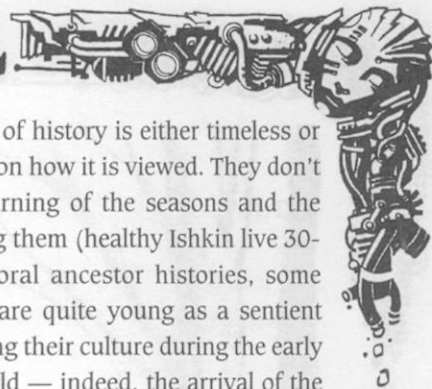 of history is either timeless or
on how it is viewed. They don't
rning of the seasons and the
g them (healthy Ishkin live 30-
oral ancestor histories, some
are quite young as a sentient
ng their culture during the early
ld — indeed, the arrival of the